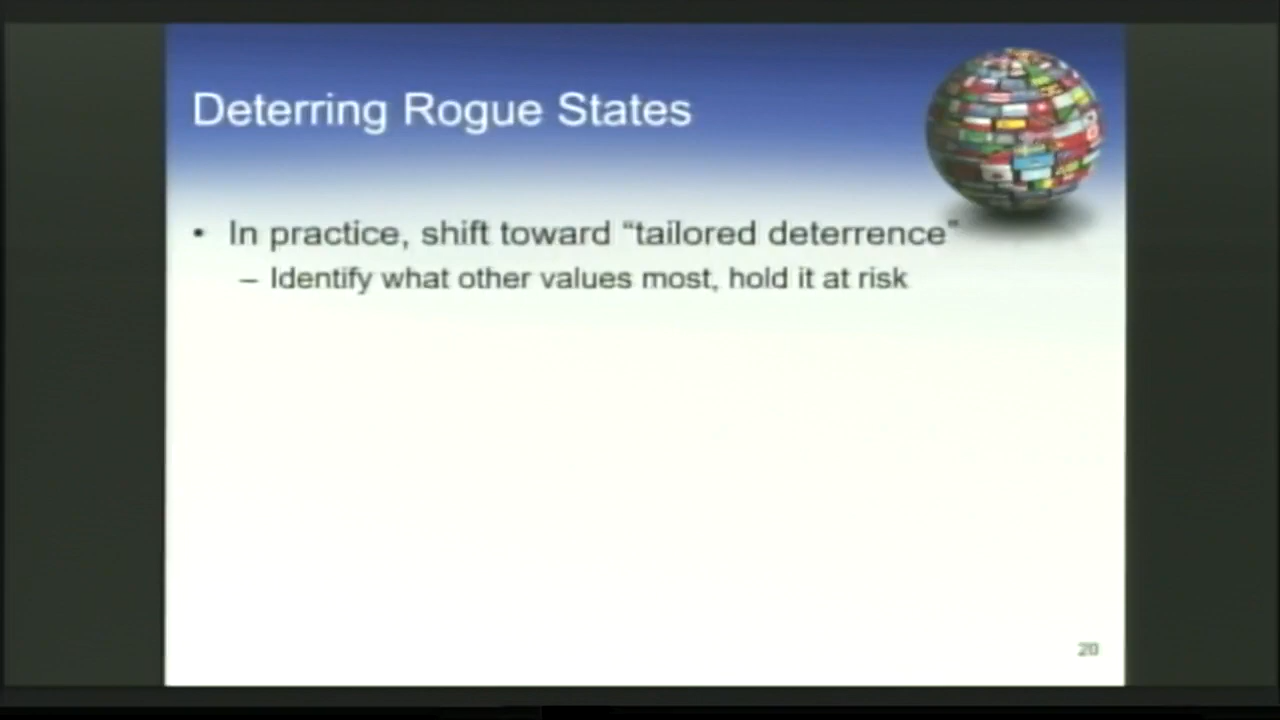 Deterring Rogue States
• In practice, shift toward “tailored deterrence”
– Identify what other values most, hold it at risk
20